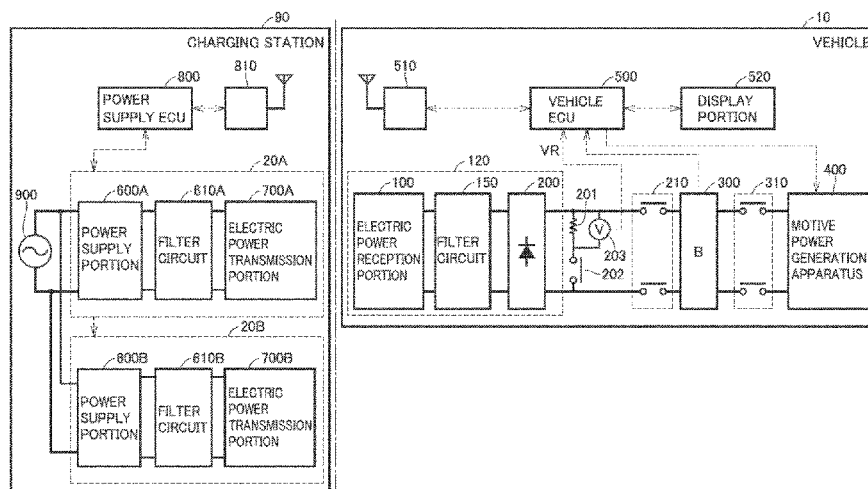 90
CHARGING STATION
800
810
POWER
SUPPLY ECU
20A
900
600A
610A
700A
POWER
SUPPLY
PORTION
FILTER
CIRCUIT
ELECTRIC
POWER
TRANSMISSION
PORTION
20B
600B
610B
700B
POWER
SUPPLY
PORTION
FILTER
CIRCUIT
ELECTRIC
POWER
TRANSMISSION
PORTION
10
VEHICLE
510
500
520
VEHICLE
ECU
DISPLAY
PORTION
VR
120
100
150
200
201
202
203
V
210
300
310
400
ELECTRIC
POWER
RECEPTION
PORTION
FILTER
CIRCUIT
B
MOTIVE
POWER
GENERATION
APPARATUS